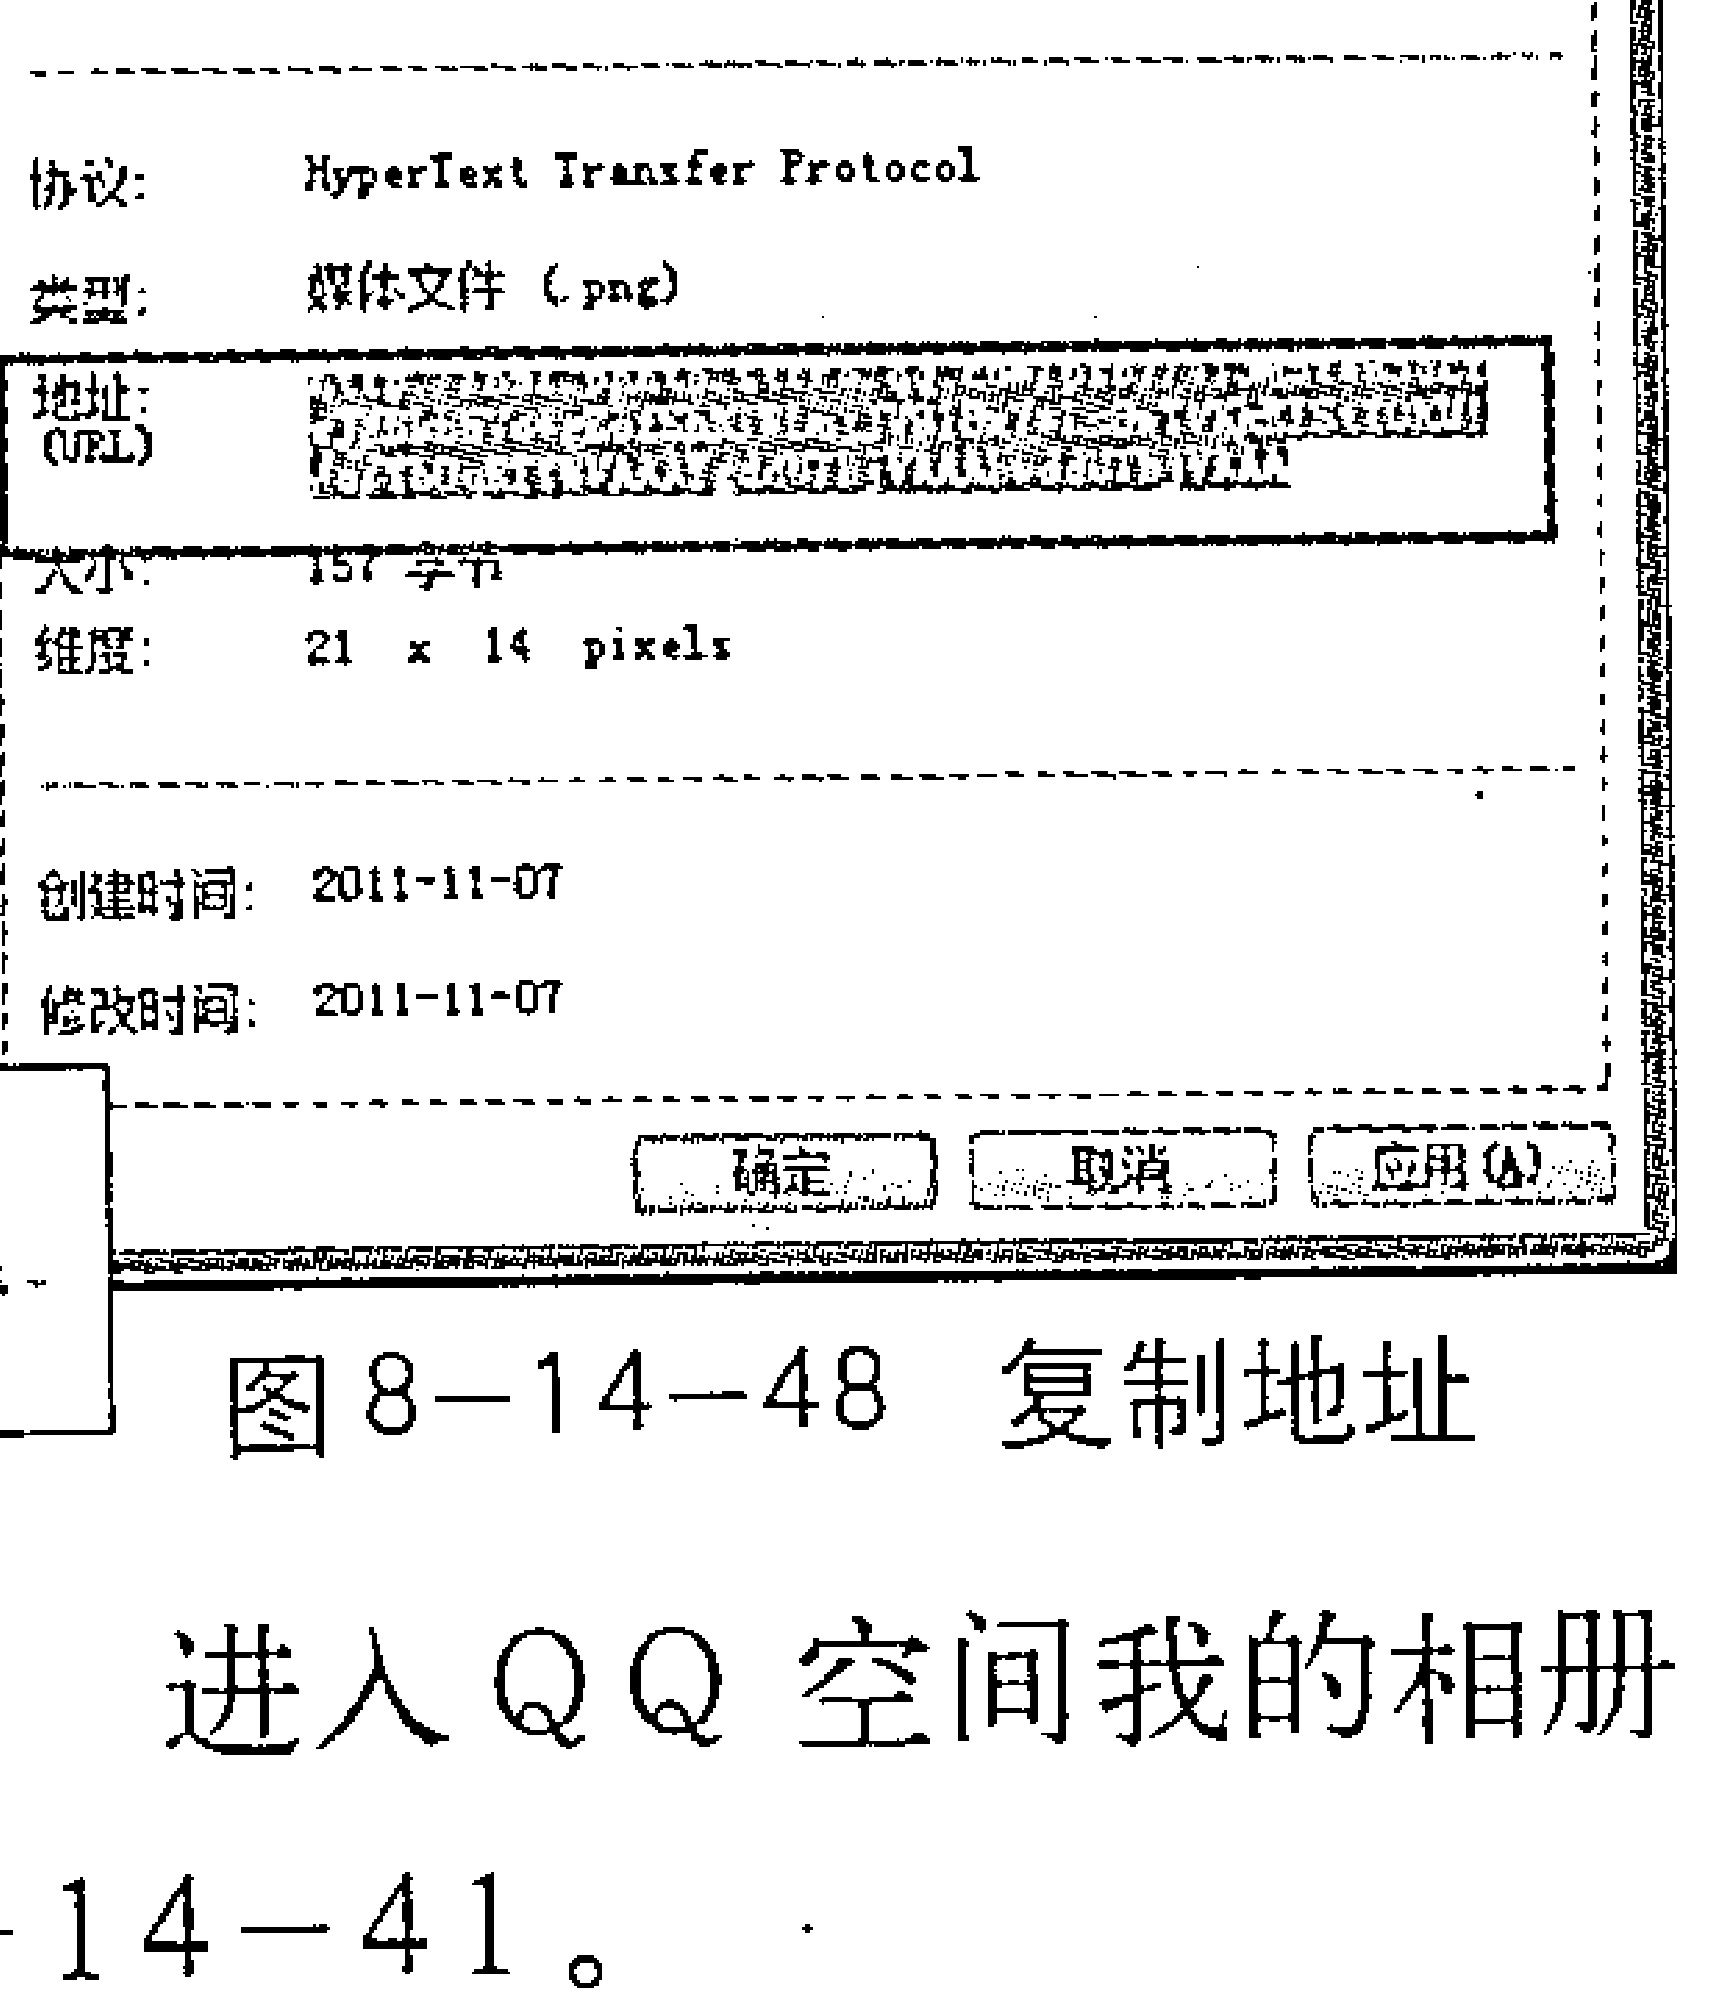 协议: HyperText Transfer Protocol
类型: 媒体文件 (.png)
地址:
(URL)
大小: 157 字节
维度: 21 x 14 pixels
创建时间: 2011-11-07
修改时间: 2011-11-07
确定 取消 应用(A)
图8—14—48 复制地址
进入QQ 空间我的相册
-14—41。